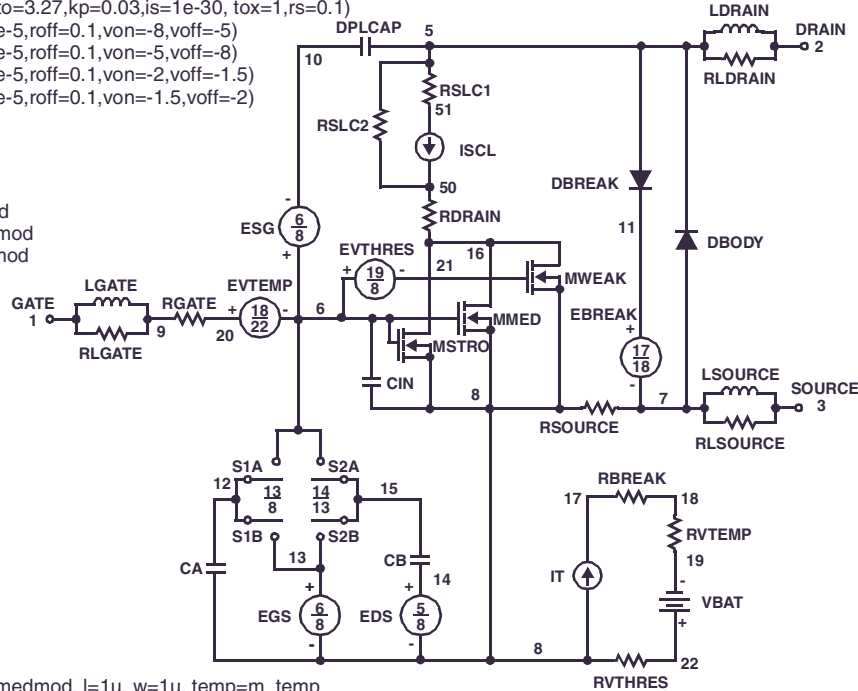 to=3.27,kp=0.03,is=1e-30, tox=1,rs=0.1)
e-5,roff=0.1,von=-8,voff=-5)
e-5,roff=0.1,von=-5,voff=-8)
e-5,roff=0.1,von=-2,voff=-1.5)
e-5,roff=0.1,von=-1.5,voff=-2)
d
mod
mod
LDRAIN
DPLCAP
5
DRAIN
2
10
RLDRAIN
RSLC1
51
RSLC2
ISCL
50
DBREAK
RDRAIN
ESG
6
8
-
+
11
DBODY
EVTHRES
16
21
+
19
8
-
MWEAK
LGATE
EVTEMP
GATE
1
RGATE
+
18
22
-
6
EBREAK
+
MMED
9
20
RLGATE
MSTRO
17
18
-
CIN
LSOURCE
SOURCE
3
8
7
RSOURCE
RLSOURCE
S1A
S2A
12
13
8
14
13
15
RBREAK
17
18
S1B
S2B
RVTEMP
13
CB
19
CA
14
IT
-
VBAT
+
+
+
EGS
6
8
EDS
5
8
-
-
8
22
RVTHRES
medmod, l=1u, w=1u, temp=m_temp